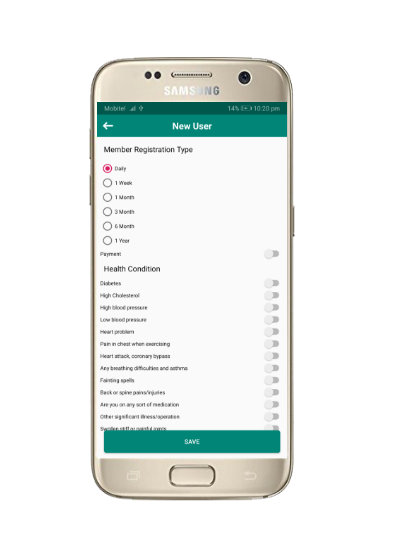 SAMSUNG
Mobitel 14% 10:20 pm
New User
Member Registration Type
Daily
1 Week
1 Month
3 Month
6 Month
1 Year
Payment
Health Condition
Diabetes
High Cholesterol
High blood pressure
Low blood pressure
Heart problem
Pain in chest when exercising
Heart attack, coronary bypass
Any breathing difficulties and asthma
Fainting spells
Back or spine pains/injuries
Are you on any sort of medication
Other significant illness/operation
Swollen stiff or painful joints
SAVE